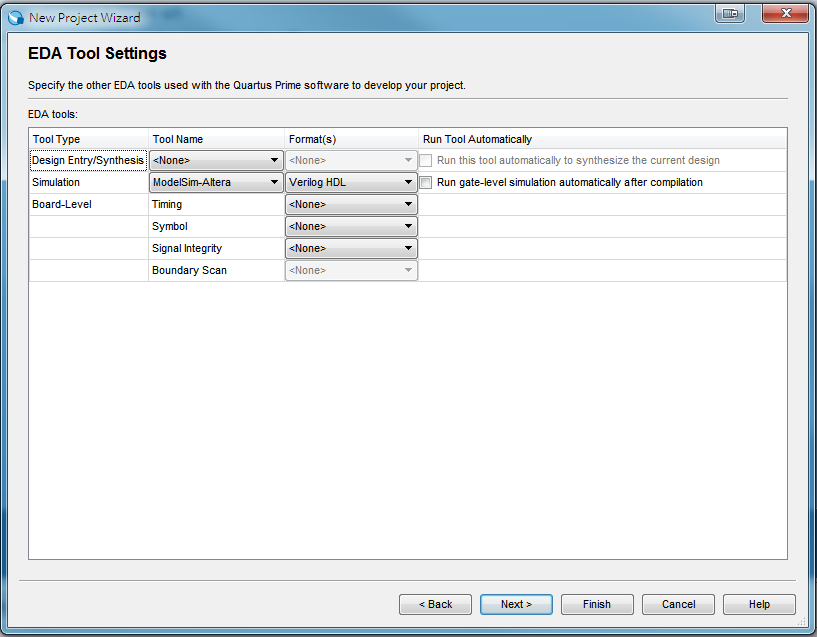 New Project Wizard
EDA Tool Settings
Specify the other EDA tools used with the Quartus Prime software to develop your project.
EDA tools:
Tool Type Tool Name Format(s) Run Tool Automatically
Design Entry/Synthesis <None> <None> Run this tool automatically to synthesize the current design
Simulation ModelSim-Altera Verilog HDL Run gate-level simulation automatically after compilation
Board-Level Timing <None>
Symbol <None>
Signal Integrity <None>
Boundary Scan <None>
< Back Next > Finish Cancel Help